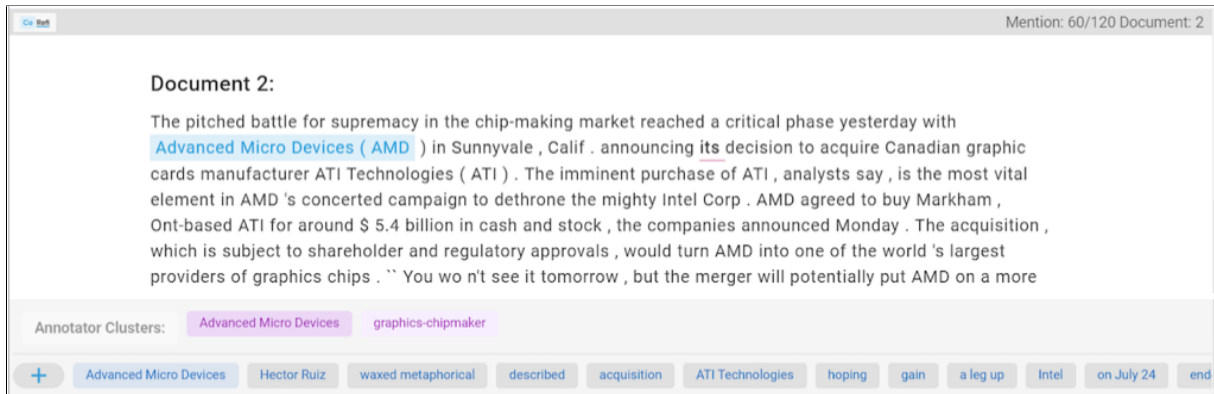 Co Refi
Mention: 60/120 Document: 2
Document 2:
The pitched battle for supremacy in the chip-making market reached a critical phase yesterday with
Advanced Micro Devices ( AMD ) in Sunnyvale , Calif . announcing its decision to acquire Canadian graphic
cards manufacturer ATI Technologies ( ATI ) . The imminent purchase of ATI , analysts say , is the most vital
element in AMD 's concerted campaign to dethrone the mighty Intel Corp . AMD agreed to buy Markham ,
Ont-based ATI for around $ 5.4 billion in cash and stock , the companies announced Monday . The acquisition ,
which is subject to shareholder and regulatory approvals , would turn AMD into one of the world 's largest
providers of graphics chips . `` You wo n't see it tomorrow , but the merger will potentially put AMD on a more
Annotator Clusters: Advanced Micro Devices graphics-chipmaker
+ Advanced Micro Devices Hector Ruiz waxed metaphorical described acquisition ATI Technologies hoping gain a leg up Intel on July 24 end